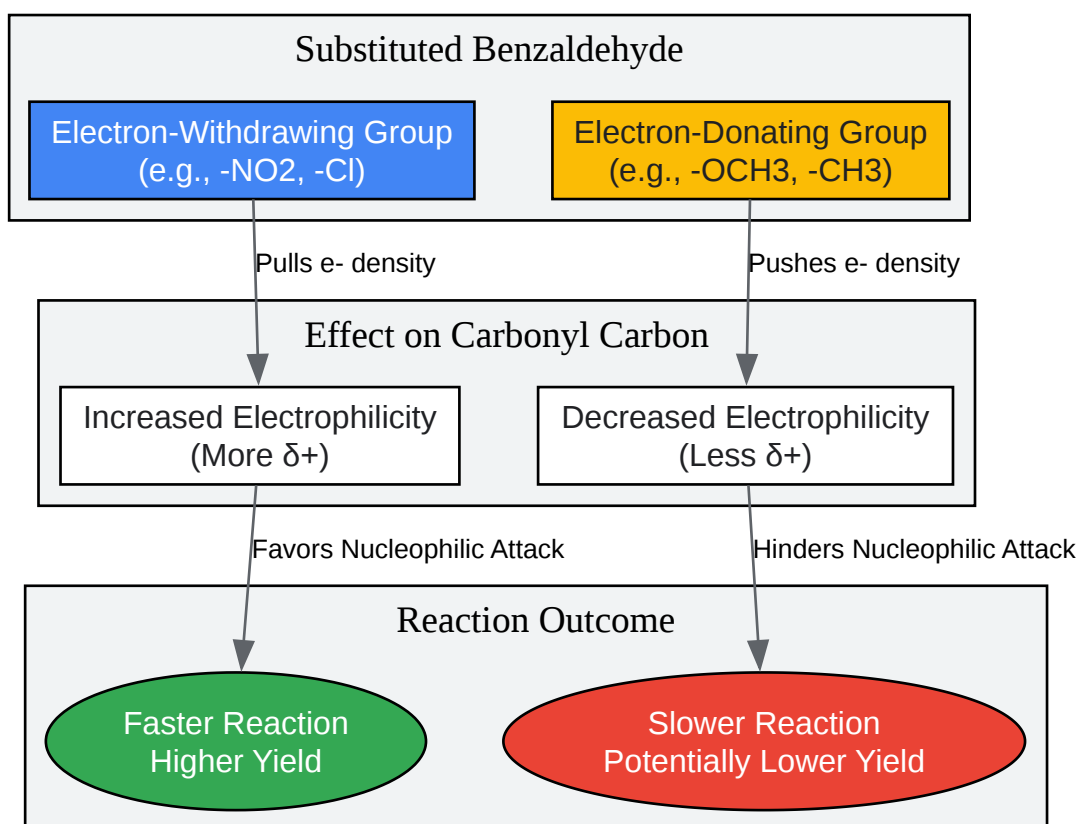 Substituted Benzaldehyde
Electron-Withdrawing Group
(e.g., -NO2, -Cl)
Electron-Donating Group
(e.g., -OCH3, -CH3)
Pulls e- density
Pushes e- density
Effect on Carbonyl Carbon
Increased Electrophilicity
(More δ+)
Decreased Electrophilicity
(Less δ+)
Favors Nucleophilic Attack
Hinders Nucleophilic Attack
Reaction Outcome
Faster Reaction
Higher Yield
Slower Reaction
Potentially Lower Yield